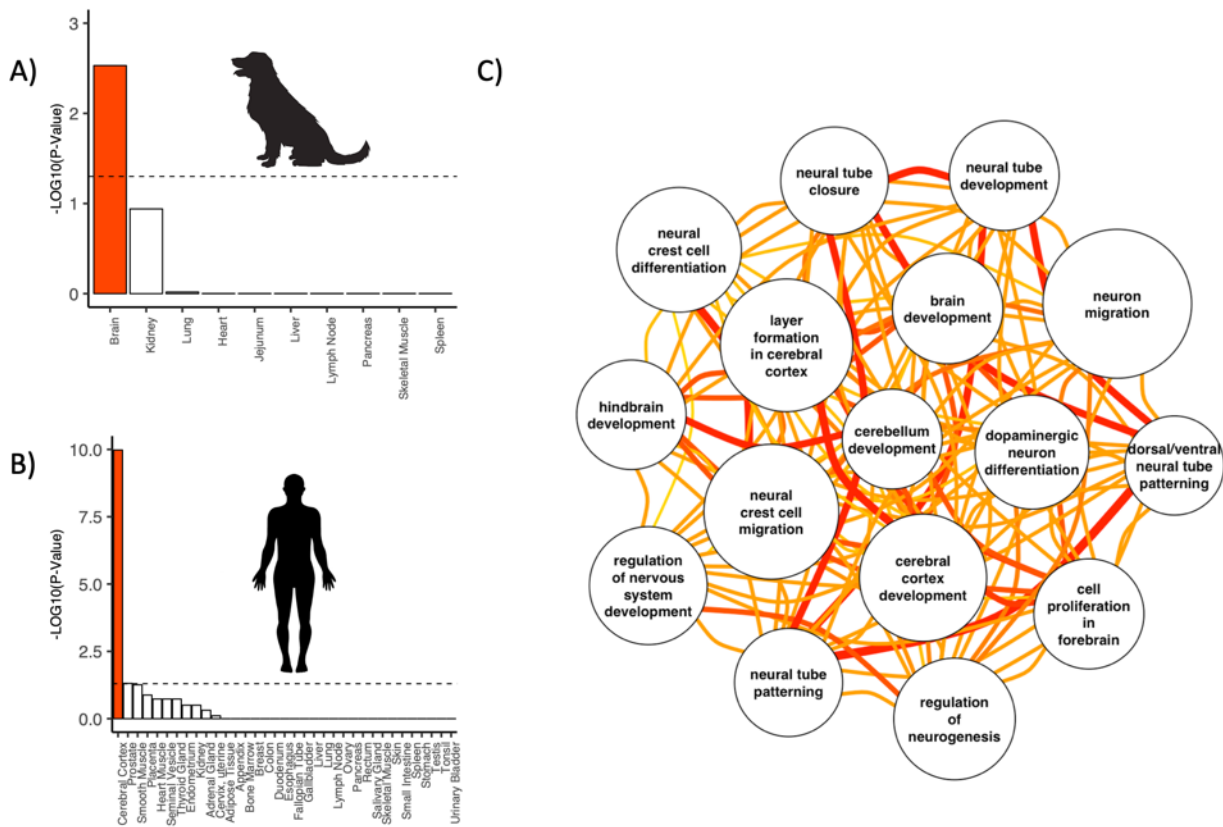 A)
3
2
1
0
-LOG10(P-Value)
Brain
Kidney
Lung
Heart
Jejunum
Liver
Lymph Node
Pancreas
Skeletal Muscle
Spleen
B)
10.0
7.5
5.0
2.5
0.0
-LOG10(P-Value)
Cerebral Cortex
Prostate
Smooth Muscle
Placenta
Heart Muscle
Seminal Vesicle
Thyroid Gland
Endometrium
Kidney
Adrenal Gland
Cervix, uterine
Adipose Tissue
Appendix
Bone Marrow
Breast
Colon
Duodenum
Esophagus
Fallopian Tube
Gallbladder
Liver
Lung
Lymph Node
Ovary
Pancreas
Rectum
Salivary Gland
Skeletal Muscle
Skin
Small Intestine
Spleen
Stomach
Testis
Tonsil
Urinary Bladder
C)
neural tube
closure
neural tube
development
neural
crest cell
differentiation
brain
development
neuron
migration
layer
formation
in cerebral
cortex
hindbrain
development
cerebellum
development
dopaminergic
neuron
differentiation
dorsal/ventral
neural tube
patterning
neural
crest cell
migration
regulation
of nervous
system
development
cerebral
cortex
development
cell
proliferation
in
forebrain
neural tube
patterning
regulation
of
neurogenesis